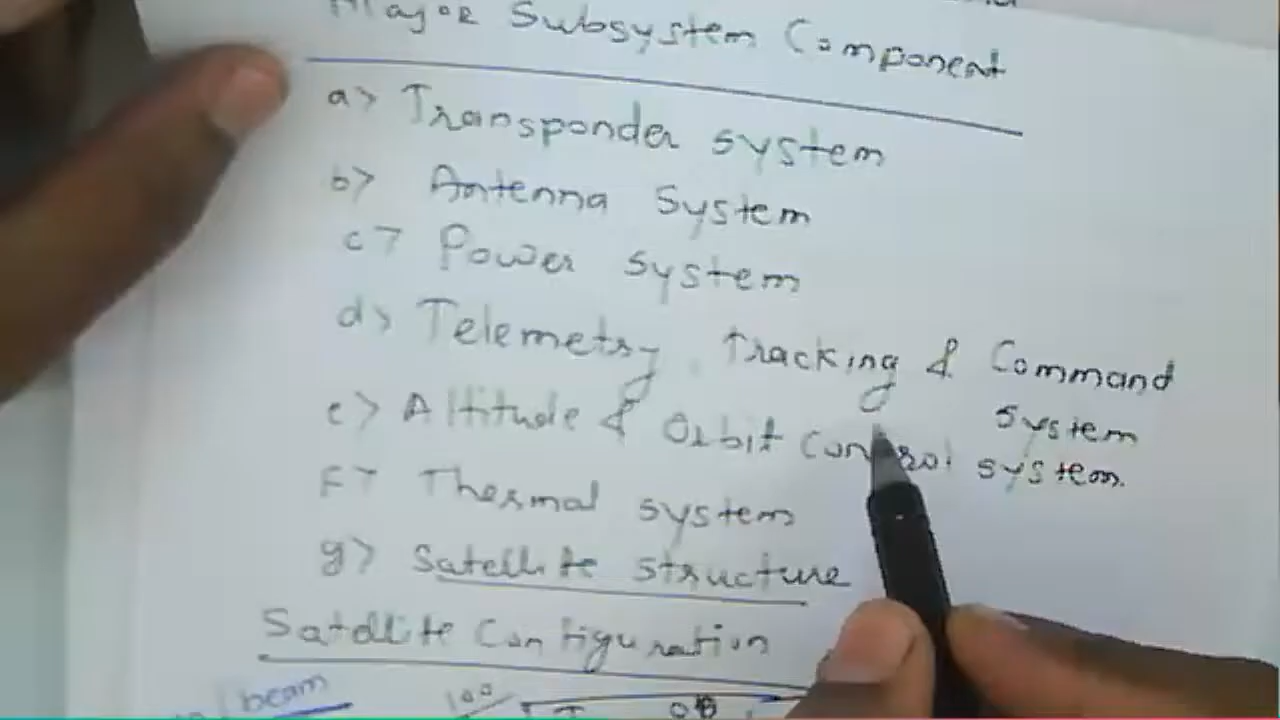 Major Subsystem Component
a> Transponder system
b> Antenna System
c> Power system
d> Telemetry, Tracking & Command
System
e> Altitude & Orbit Control system.
F> Thermal system
g> Satellite structure
Satellite Configuration
beam
100